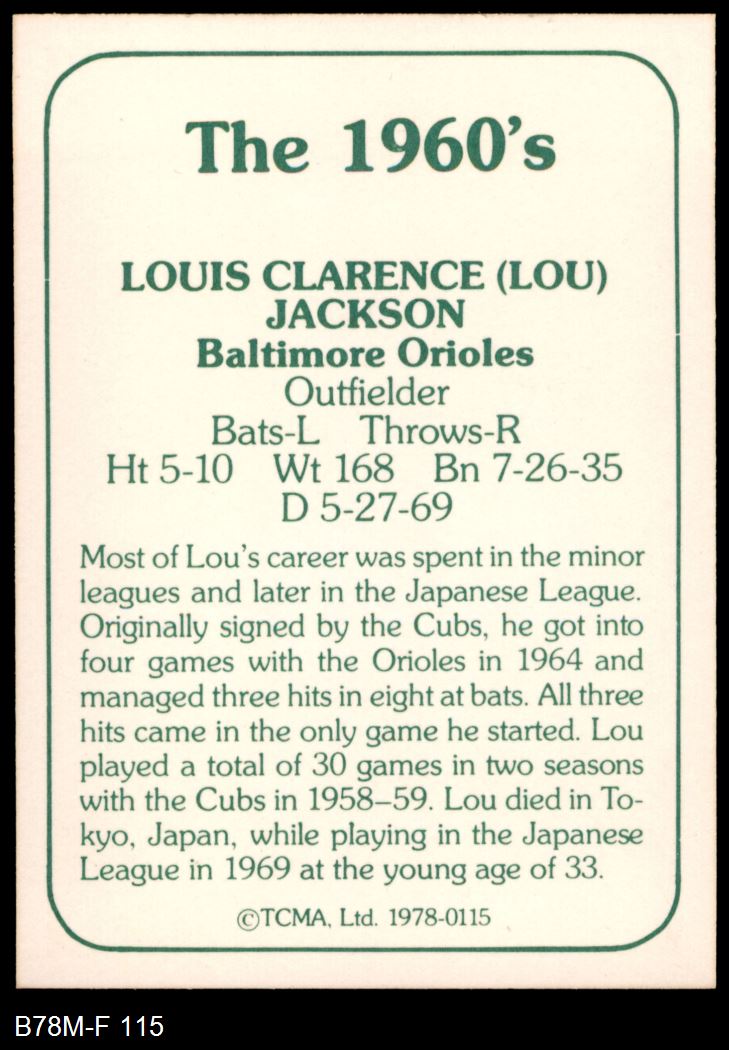 The 1960's
LOUIS CLARENCE (LOU)
JACKSON
Baltimore Orioles
Outfielder
Bats-L Throws-R
Ht 5-10 Wt 168 Bn 7-26-35
D 5-27-69
Most of Lou's career was spent in the minor
leagues and later in the Japanese League.
Originally signed by the Cubs, he got into
four games with the Orioles in 1964 and
managed three hits in eight at bats. All three
hits came in the only game he started. Lou
played a total of 30 games in two seasons
with the Cubs in 1958–59. Lou died in To-
kyo, Japan, while playing in the Japanese
League in 1969 at the young age of 33.
©TCMA, Ltd. 1978-0115
B78M-F 115